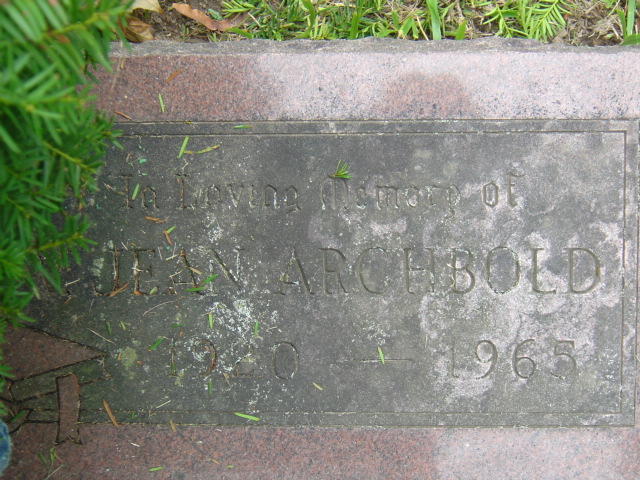 In Loving Memory of
JEAN ARCHBOLD
1920 — 1965